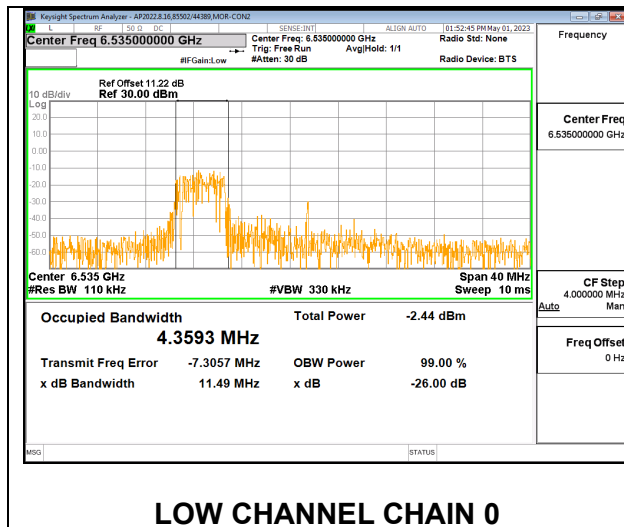 Keysight Spectrum Analyzer - AP2022.8.16,85502/44389,MOR-CON2
L RF 50 Ω DC SENSE:INT ALIGN AUTO 01:52:45 PM May 01, 2023
Center Freq 6.535000000 GHz
Center Freq: 6.535000000 GHz
Radio Std: None
Trig: Free Run Avg|Hold: 1/1
#IFGain:Low #Atten: 30 dB Radio Device: BTS
Frequency
Ref Offset 11.22 dB
10 dB/div Ref 30.00 dBm
Log
20.0
10.0
0.00
-10.0
-20.0
-30.0
-40.0
-50.0
-60.0
Center 6.535 GHz Span 40 MHz
#Res BW 110 kHz #VBW 330 kHz Sweep 10 ms
Center Freq
6.535000000 GHz
CF Step
4.000000 MHz
Auto Man
Freq Offset
0 Hz
Occupied Bandwidth Total Power -2.44 dBm
4.3593 MHz
Transmit Freq Error -7.3057 MHz OBW Power 99.00 %
x dB Bandwidth 11.49 MHz x dB -26.00 dB
MSG STATUS
LOW CHANNEL CHAIN 0